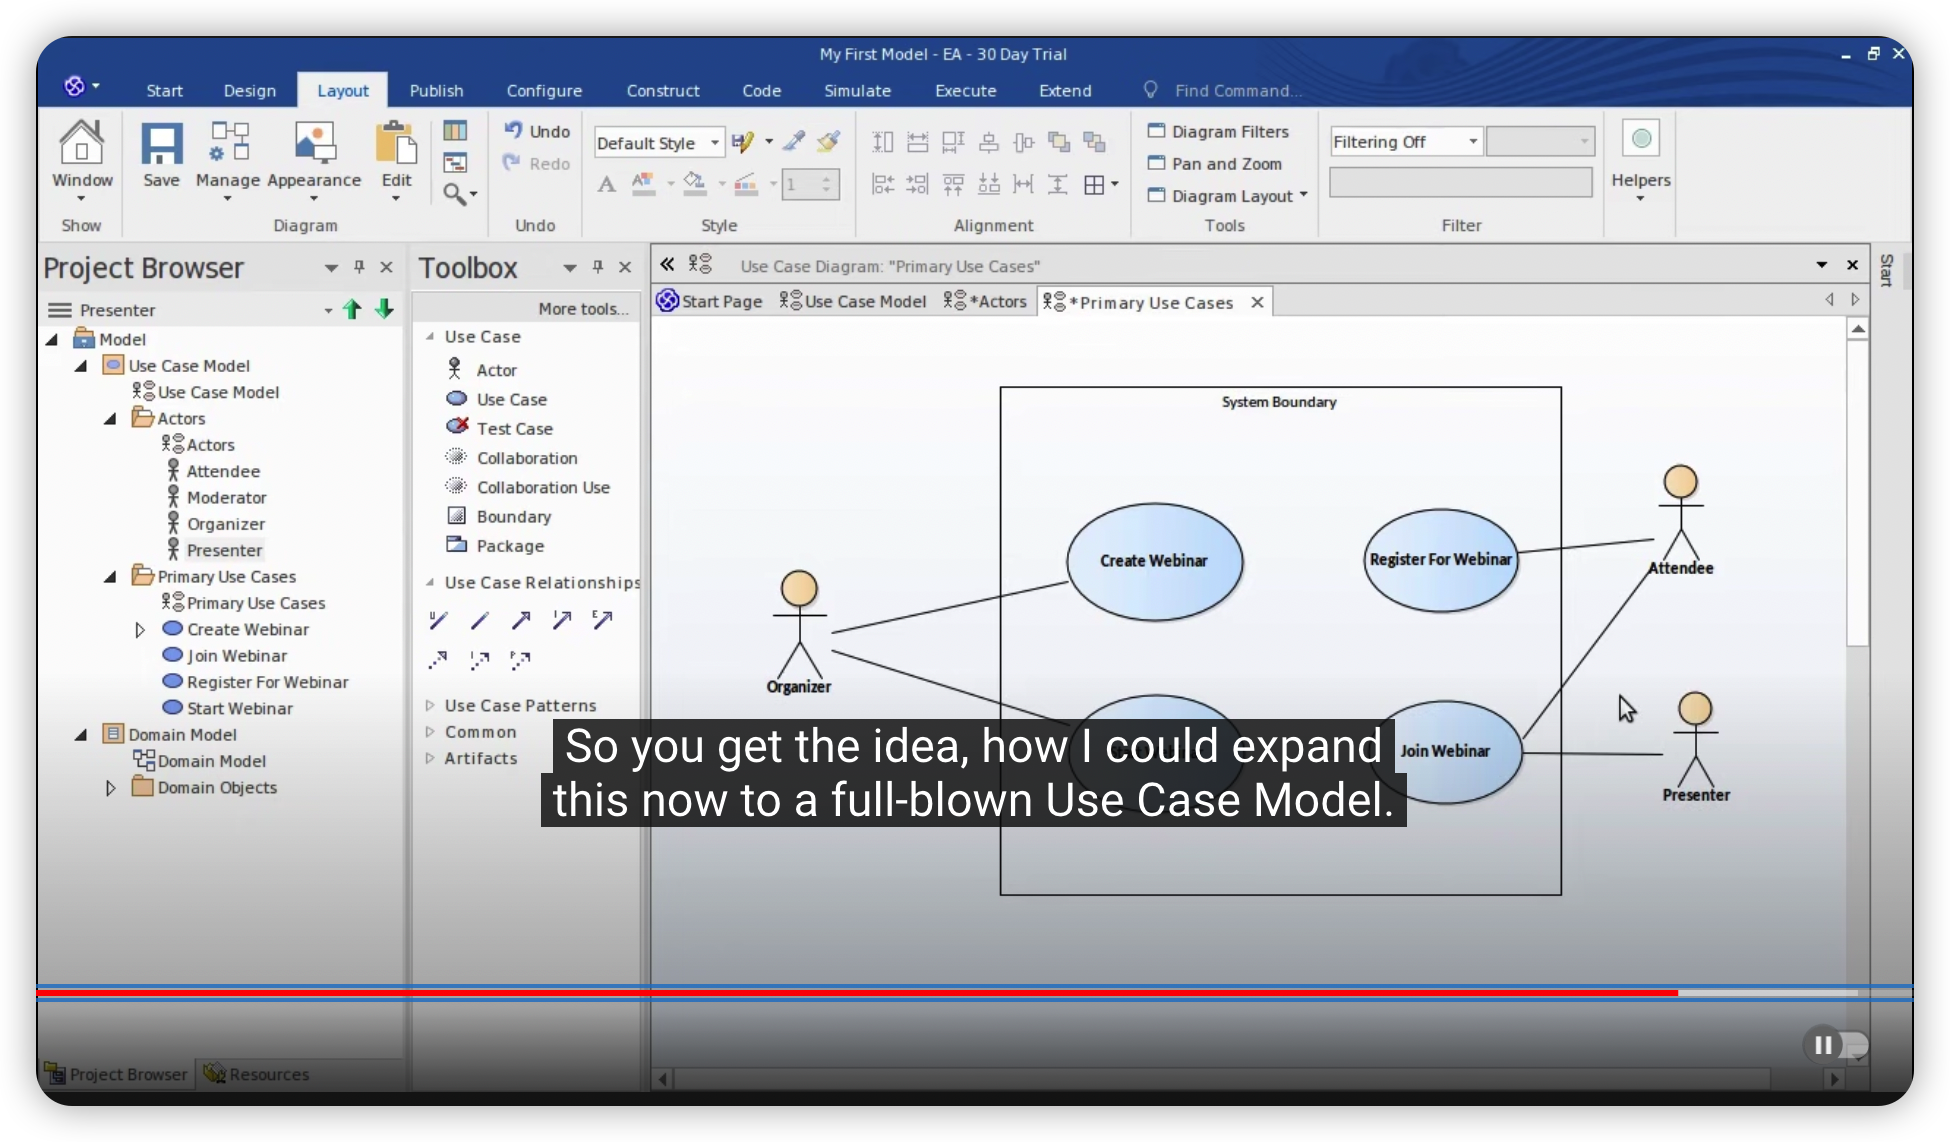 My First Model - EA - 30 Day Trial
Start Design Layout Publish Configure Construct Code Simulate Execute Extend Find Command...
Window Save Manage Appearance Edit
Undo
Redo
Default Style
1
Diagram Filters
Pan and Zoom
Diagram Layout
Filtering Off
Helpers
Show Diagram Undo Style Alignment Tools Filter
Project Browser
Presenter
Model
Use Case Model
Use Case Model
Actors
Actors
Attendee
Moderator
Organizer
Presenter
Primary Use Cases
Primary Use Cases
Create Webinar
Join Webinar
Register For Webinar
Start Webinar
Domain Model
Domain Model
Domain Objects
Project Browser Resources
Toolbox
More tools...
Use Case
Actor
Use Case
Test Case
Collaboration
Collaboration Use
Boundary
Package
Use Case Relationships
Use Case Patterns
Common
Artifacts
Use Case Diagram: "Primary Use Cases"
Start Page Use Case Model *Actors *Primary Use Cases
Start
System Boundary
Create Webinar
Register For Webinar
Attendee
Organizer
Join Webinar
Presenter
So you get the idea, how I could expand
this now to a full-blown Use Case Model.